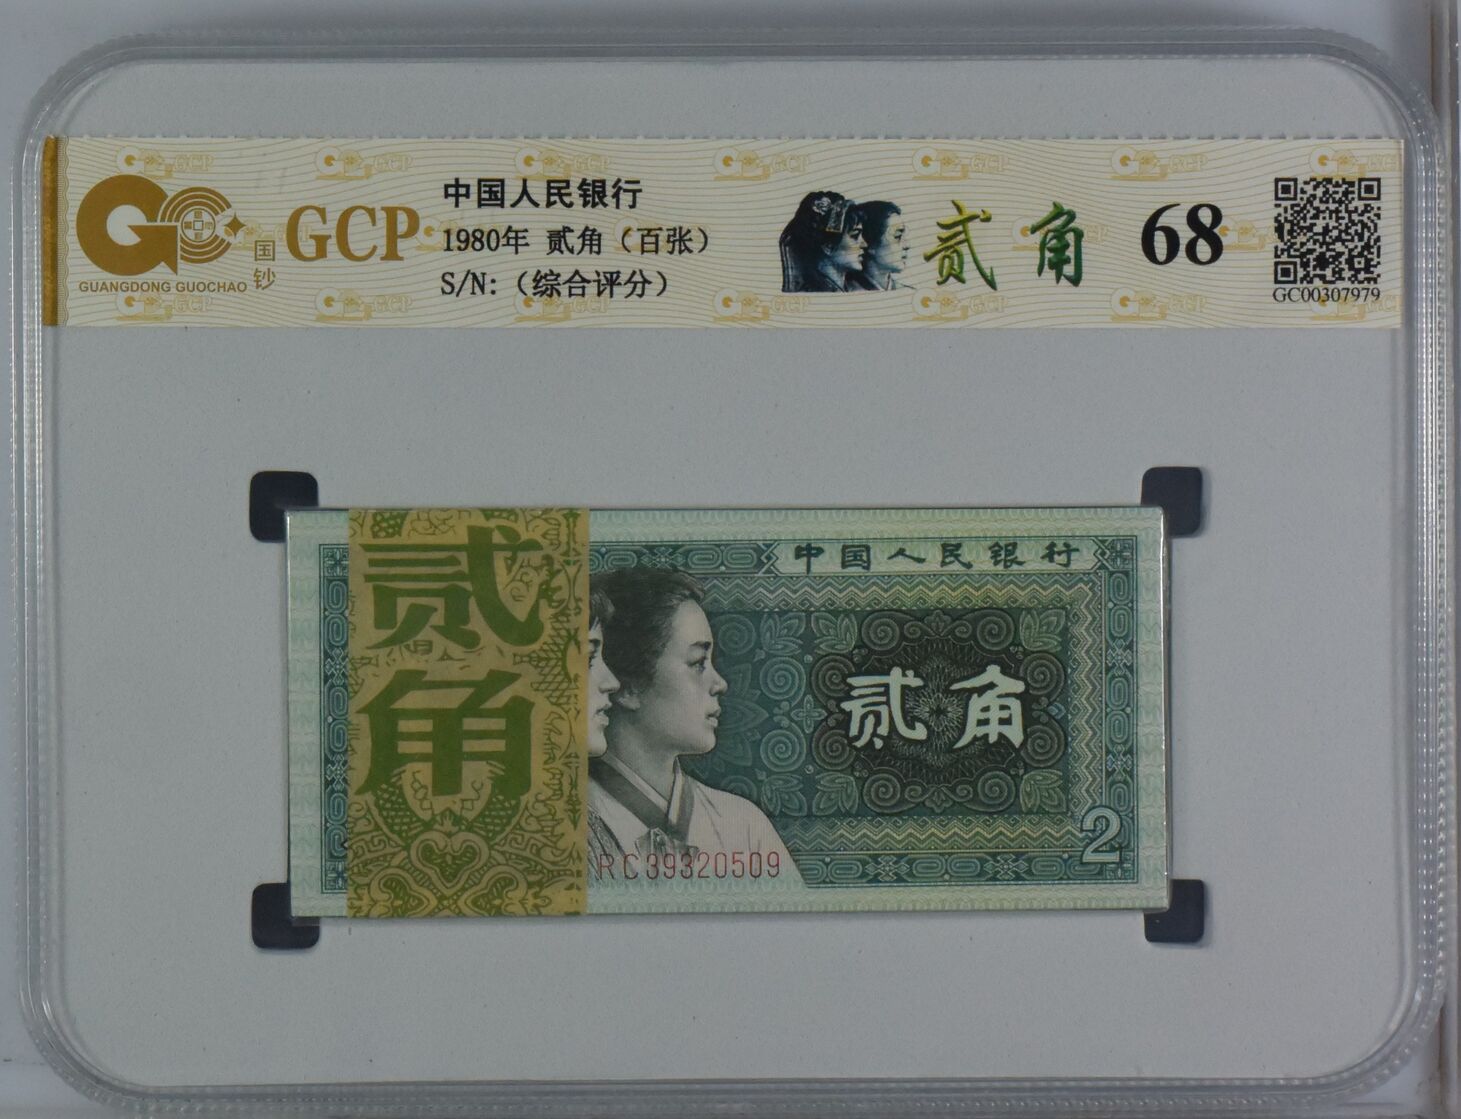 GCP
国
钞
GUANGDONG GUOCHAO
中国人民银行
1980年 贰角（百张）
S/N:（综合评分）
贰角
68
GC00307979
贰角
中国人民银行
贰角
RC39320509
2